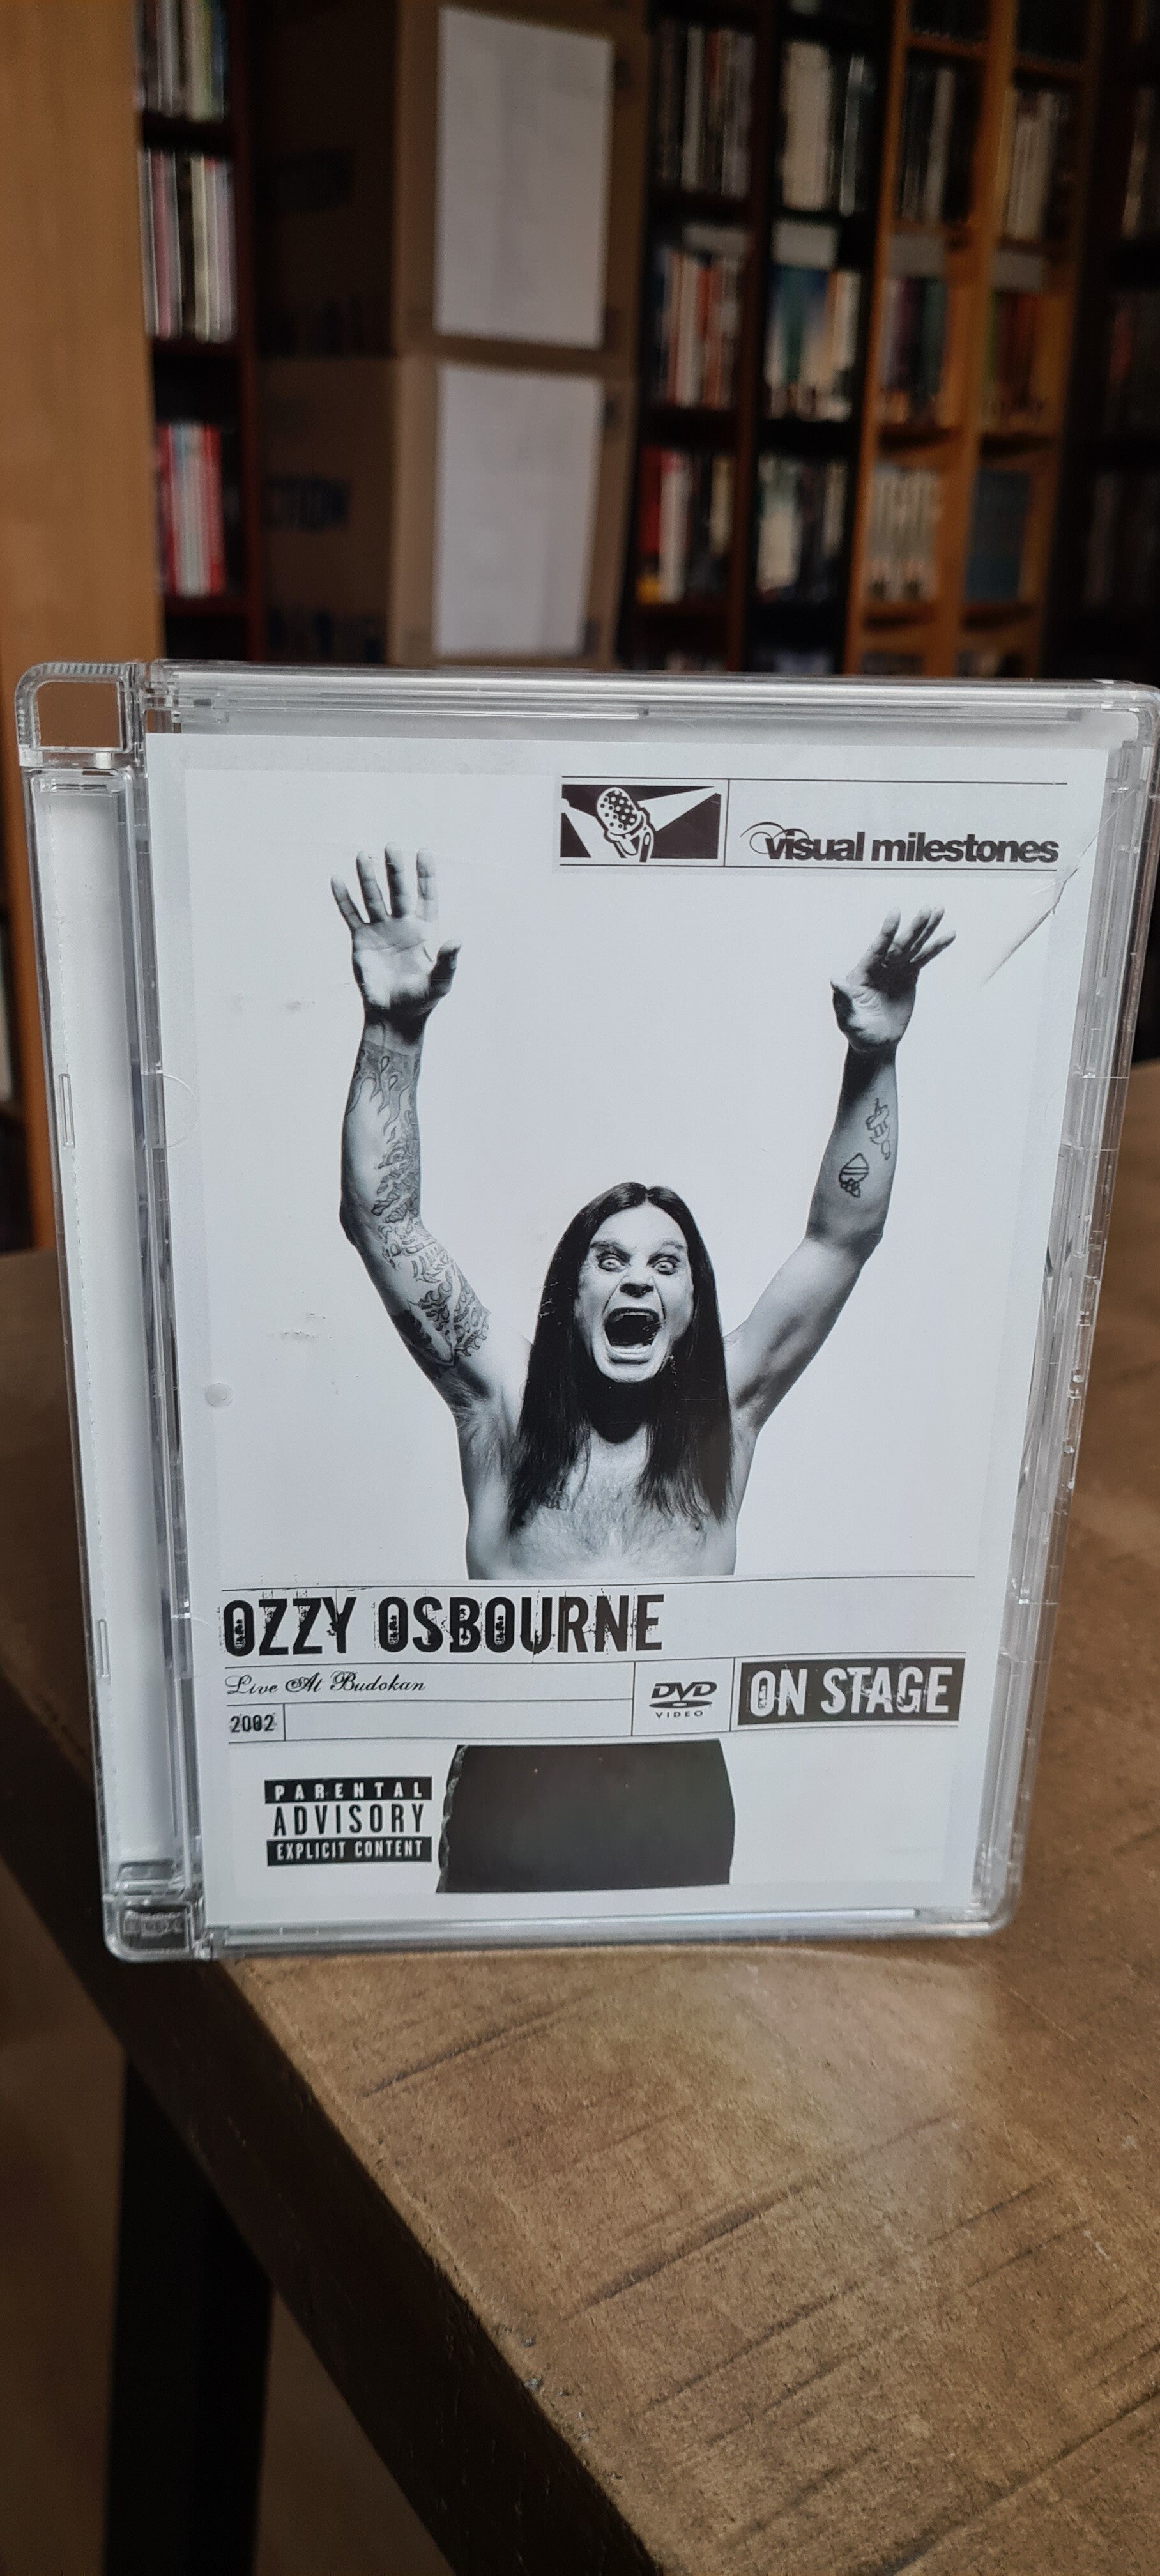 visual milestones
OZZY OSBOURNE
Live At Budokan
2002
DVD
VIDEO
ON STAGE
PARENTAL
ADVISORY
EXPLICIT CONTENT